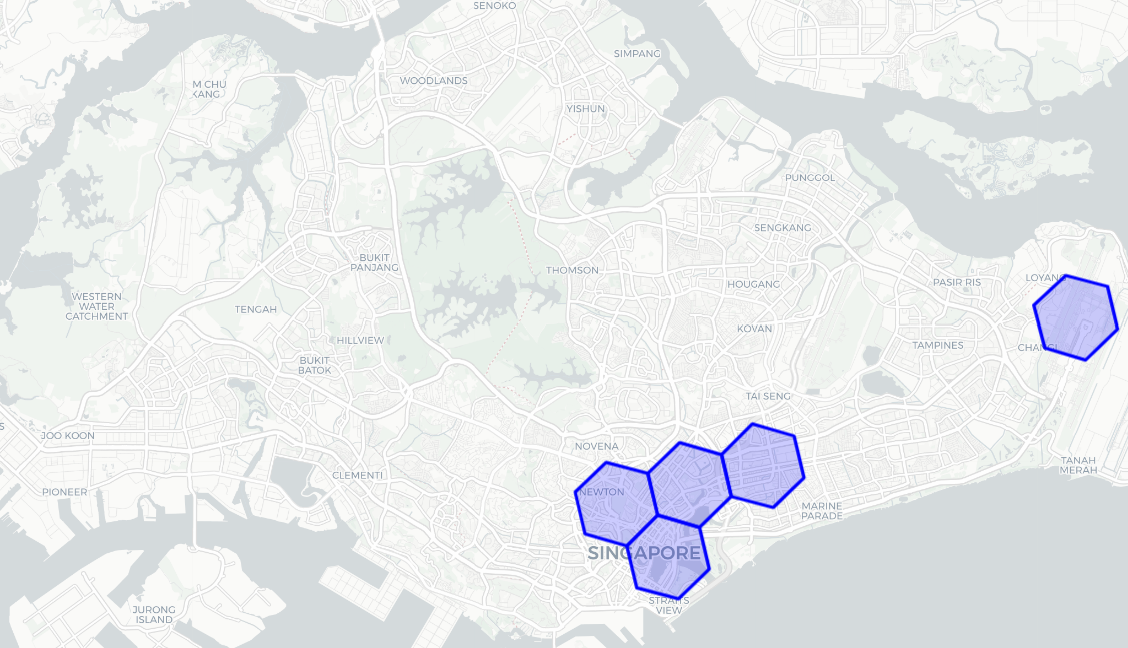 SENOKO
SIMPANG
WOODLANDS
M CHU
KANG
YISHUN
PUNGGOL
SENGKANG
BUKIT
PANJANG
THOMSON
HOUGANG
PASIR RIS
LOYANG
WESTERN
WATER
CATCHMENT
TENGAH
KOVAN
HILLVIEW
TAMPINES
CHANGI
BUKIT
BATOK
TAI SENG
S
JOO KOON
NOVENA
TANAH
MERAH
CLEMENTI
PIONEER
NEWTON
MARINE
PARADE
SINGAPORE
STRAITS
VIEW
JURONG
ISLAND